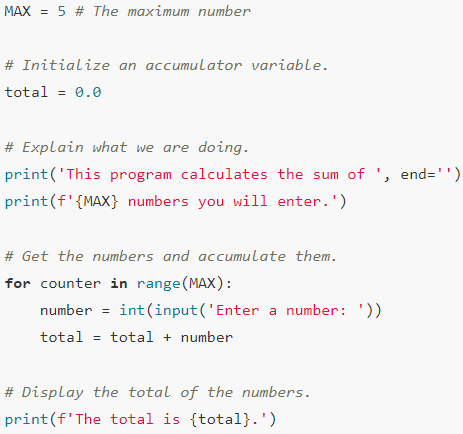 MAX = 5 # The maximum number
# Initialize an accumulator variable.
total = 0.0
# Explain what we are doing.
print('This program calculates the sum of ', end='')
print(f'{MAX} numbers you will enter.')
# Get the numbers and accumulate them.
for counter in range(MAX):
    number = int(input('Enter a number: '))
    total = total + number
# Display the total of the numbers.
print(f'The total is {total}.')